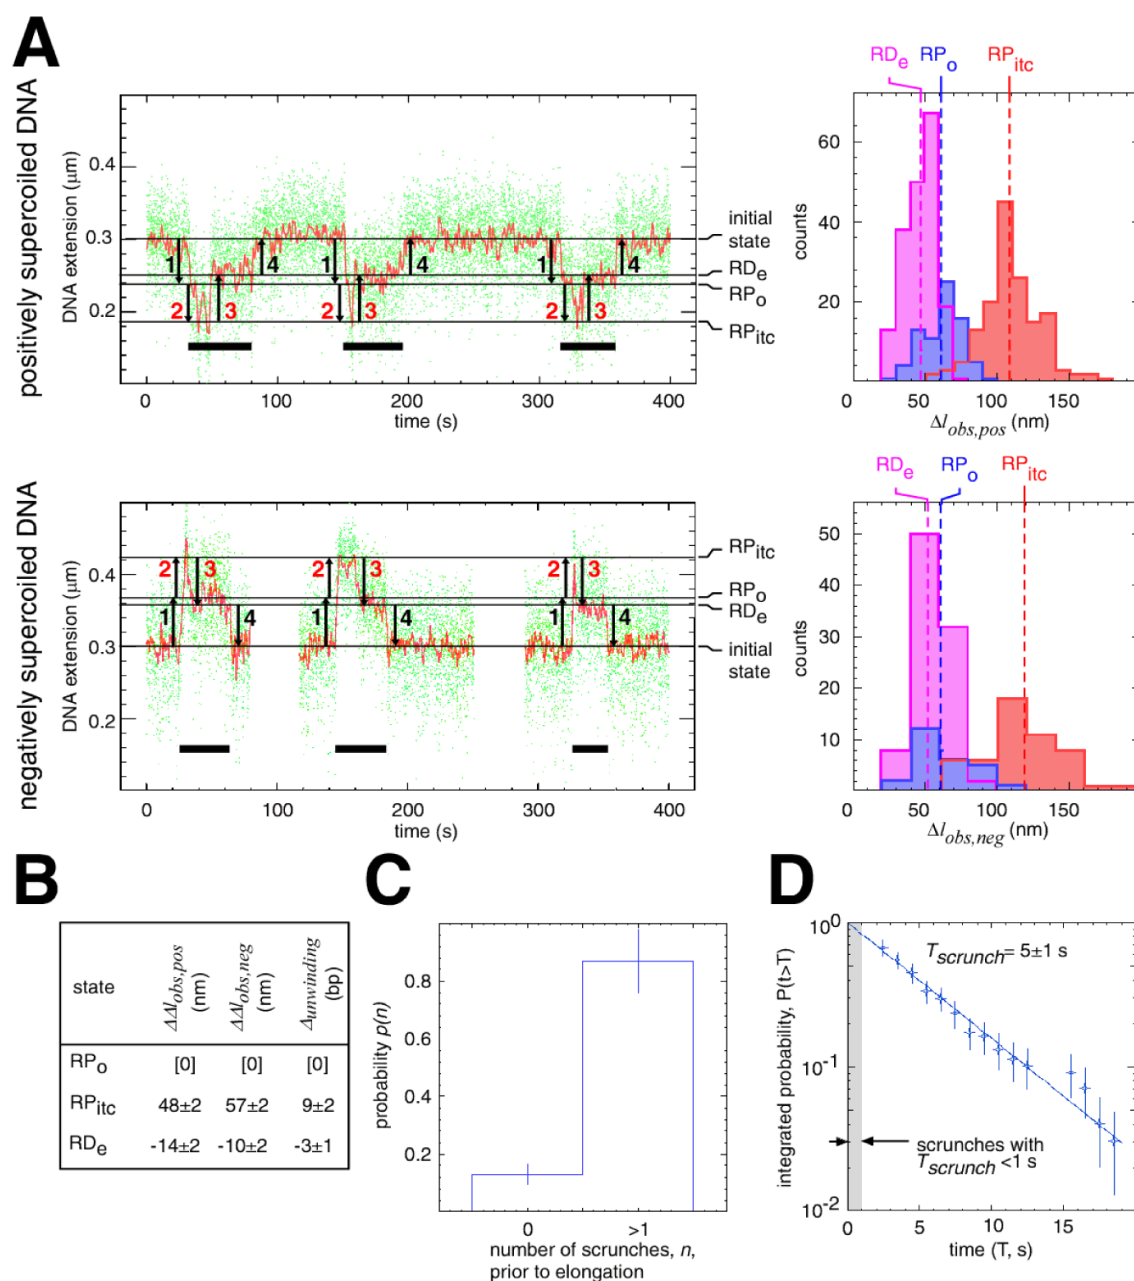 A
positively supercoiled DNA
DNA extension (µm)
0.4
0.3
0.2
1
2
3
4
1
2
3
4
1
2
3
4
initial
state
RDe
RPo
RPitc
0
100
200
300
400
time (s)
RDe
RPo
RPitc
counts
60
40
20
0
0
50
100
150
Δlobs,pos (nm)
negatively supercoiled DNA
DNA extension (µm)
0.4
0.3
0.2
2
3
1
4
2
3
1
4
2
3
1
4
RPitc
RPo
RDe
initial
state
0
100
200
300
400
time (s)
RDe
RPo
RPitc
counts
50
40
30
20
10
0
50
100
150
Δlobs,neg (nm)
B
state
ΔΔlobs,pos (nm)
ΔΔlobs,neg (nm)
Δunwinding (bp)
RPo [0] [0] [0]
RPitc 48±2 57±2 9±2
RDe -14±2 -10±2 -3±1
C
probability p(n)
0.8
0.6
0.4
0.2
0
>1
number of scrunches, n,
prior to elongation
D
integrated probability, P(t>T)
10^0
10^-1
10^-2
Tscrunch= 5±1 s
scrunches with
Tscrunch <1 s
0
5
10
15
time (T, s)